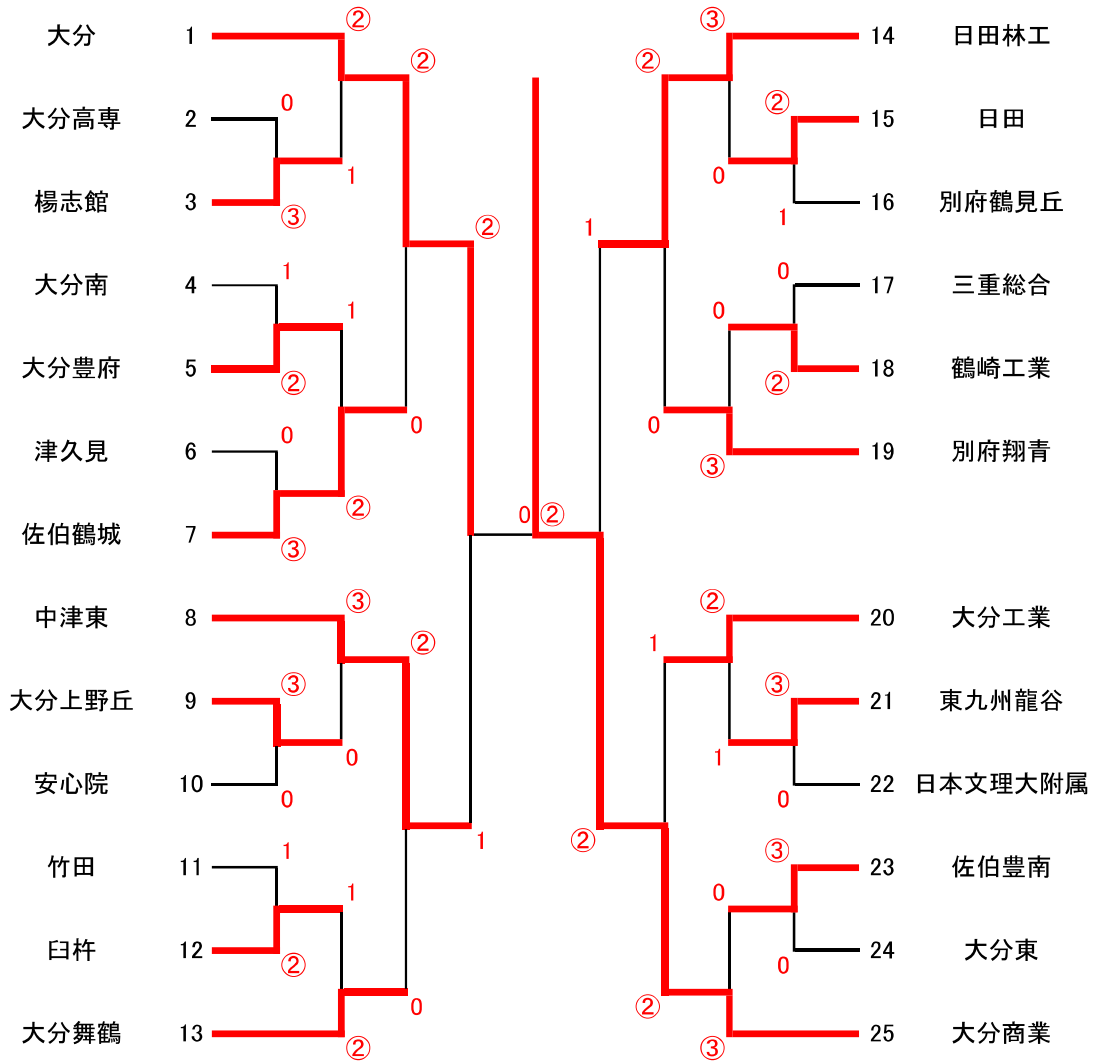 大分 1 ② ② ③ 14 日田林工
②
大分高専 2 0 ② 15 日田
1 0
楊志館 3 ③ 1 16 別府鶴見丘
② 1
大分南 4 1 0 17 三重総合
1 0
大分豊府 5 ② ② 18 鶴崎工業
0 0
津久見 6 0 ③ 19 別府翔青
②
佐伯鶴城 7 ③ 0 ②
中津東 8 ③ ② 20 大分工業
② 1
大分上野丘 9 ③ ③ 21 東九州龍谷
0 1
安心院 10 0 0 22 日本文理大附属
1 ②
竹田 11 1 ③ 23 佐伯豊南
1 0
臼杵 12 ② 0 24 大分東
0 ②
大分舞鶴 13 ② ③ 25 大分商業